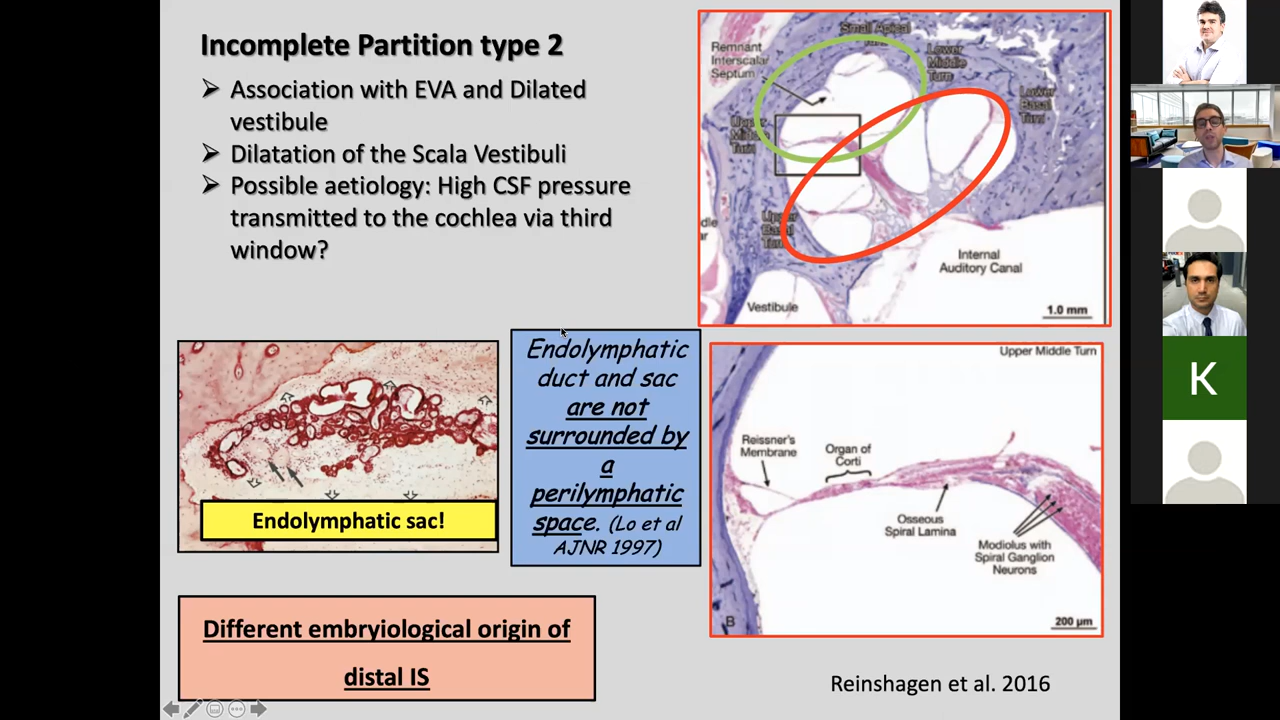 Incomplete Partition type 2
Association with EVA and Dilated
vestibule
Dilatation of the Scala Vestibuli
Possible aetiology: High CSF pressure
transmitted to the cochlea via third
window?
Small Apical
Turn
Remnant
Interscalar
Septum
Lower
Middle
Turn
Lower
Basal
Turn
Upper
Middle
Turn
Upper
Basal
Turn
Internal
Auditory Canal
Vestibule
1.0 mm
Endolymphatic sac!
Endolymphatic
duct and sac
are not
surrounded by
a
perilymphatic
space. (Lo et al
AJNR 1997)
Upper Middle Turn
Reissner's
Membrane
Organ of
Corti
Osseous
Spiral Lamina
Modiolus with
Spiral Ganglion
Neurons
B
200 µm
Different embryiological origin of
distal IS
Reinshagen et al. 2016
K